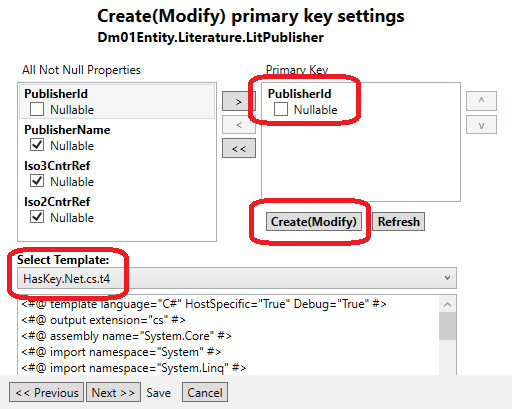 Create(Modify) primary key settings
Dm01Entity.Literature.LitPublisher
All Not Null Properties
PublisherId
Nullable
PublisherName
Nullable
Iso3CntrRef
Nullable
Iso2CntrRef
Nullable
>
<
<<
Primary Key
PublisherId
Nullable
^
v
Create(Modify)
Refresh
Select Template:
HasKey.Net.cs.t4
<#@ template language="C#" HostSpecific="True" Debug="True" #>
<#@ output extension="cs" #>
<#@ assembly name="System.Core" #>
<#@ import namespace="System" #>
<#@ import namespace="System.Linq" #>
<< Previous
Next >>
Save
Cancel